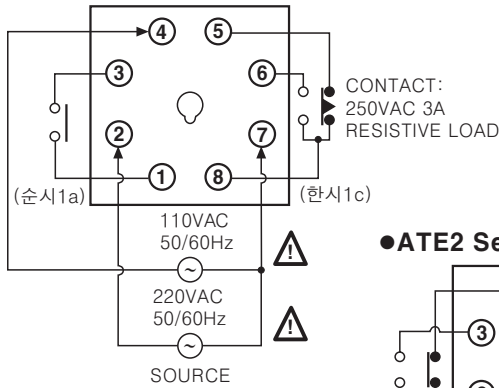 4 5
3 6
CONTACT:
250VAC 3A
RESISTIVE LOAD
2 7
1 8
(순시1a) (한시1c)
110VAC
50/60Hz
!
●ATE2 Se
220VAC
50/60Hz
!
3
SOURCE